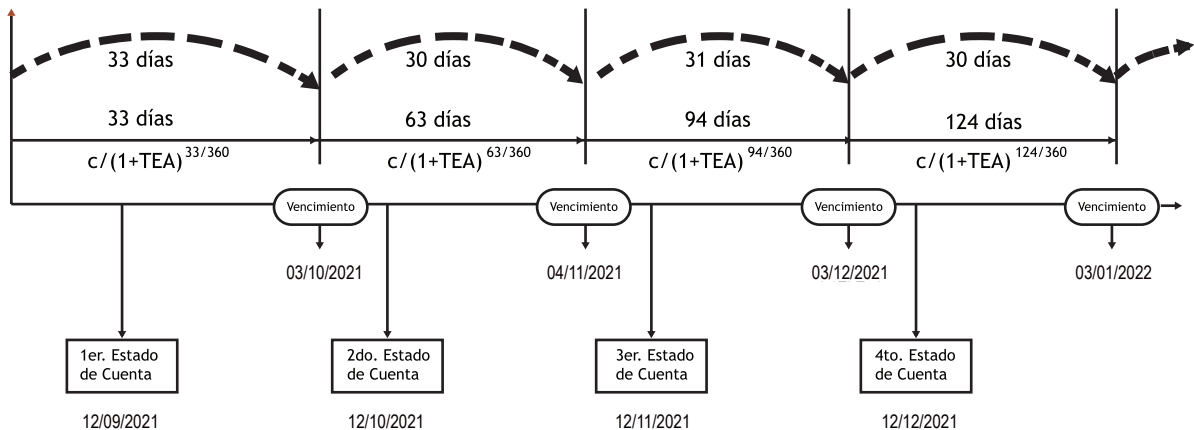 33 días
30 días
31 días
30 días
33 días
63 días
94 días
124 días
c/(1+TEA)33/360
c/(1+TEA)63/360
c/(1+TEA)94/360
c/(1+TEA)124/360
Vencimiento
Vencimiento
Vencimiento
Vencimiento
03/10/2021
04/11/2021
03/12/2021
03/01/2022
1er. Estado
de Cuenta
2do. Estado
de Cuenta
3er. Estado
de Cuenta
4to. Estado
de Cuenta
12/09/2021
12/10/2021
12/11/2021
12/12/2021